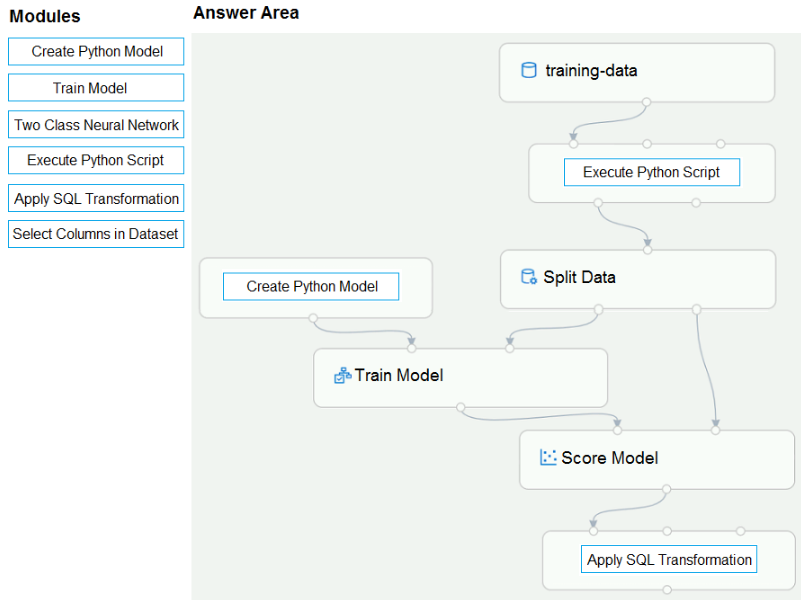 Modules
Create Python Model
Train Model
Two Class Neural Network
Execute Python Script
Apply SQL Transformation
Select Columns in Dataset
Answer Area
training-data
Execute Python Script
Split Data
Create Python Model
Train Model
Score Model
Apply SQL Transformation